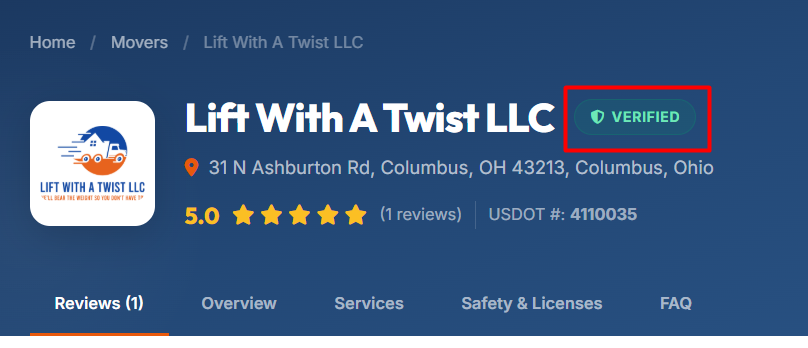 Home / Movers / Lift With A Twist LLC
Lift With A Twist LLC VERIFIED
LIFT WITH A TWIST LLC
"WE'LL BEAR THE WEIGHT SO YOU DON'T HAVE TO"
31 N Ashburton Rd, Columbus, OH 43213, Columbus, Ohio
5.0 (1 reviews) USDOT #: 4110035
Reviews (1) Overview Services Safety & Licenses FAQ